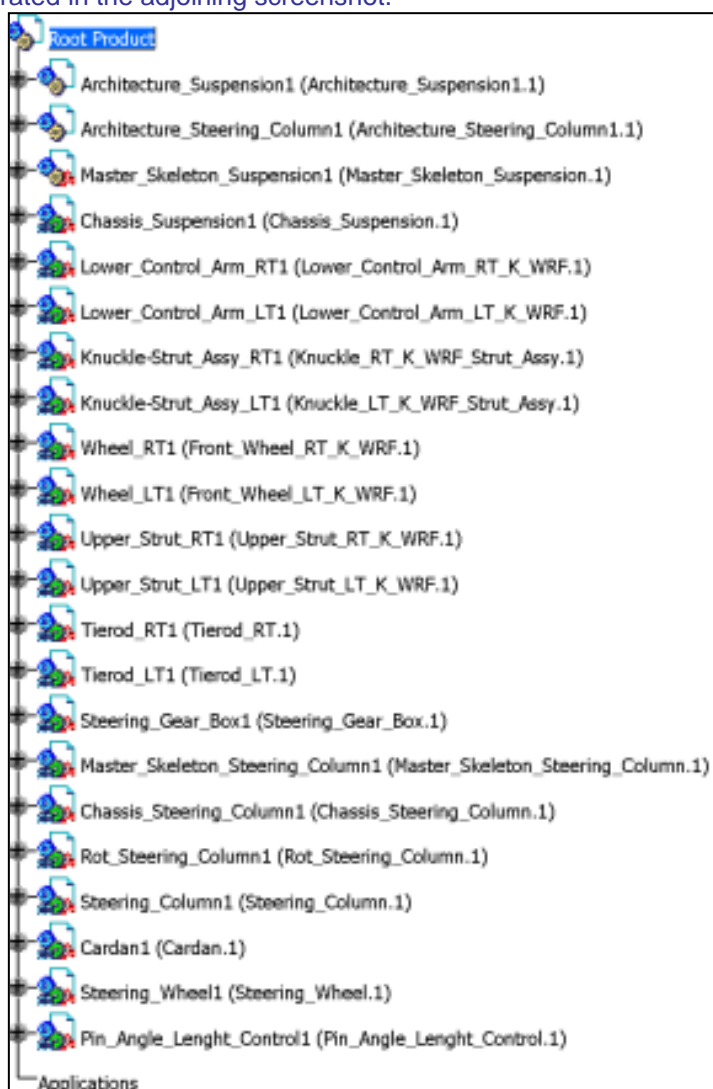 rated in the adjoining screenshot.
Root Product
Architecture_Suspension1 (Architecture_Suspension1.1)
Architecture_Steering_Column1 (Architecture_Steering_Column1.1)
Master_Skeleton_Suspension1 (Master_Skeleton_Suspension.1)
Chassis_Suspension1 (Chassis_Suspension.1)
Lower_Control_Arm_RT1 (Lower_Control_Arm_RT_K_WRF.1)
Lower_Control_Arm_LT1 (Lower_Control_Arm_LT_K_WRF.1)
Knuckle-Strut_Assy_RT1 (Knuckle_RT_K_WRF_Strut_Assy.1)
Knuckle-Strut_Assy_LT1 (Knuckle_LT_K_WRF_Strut_Assy.1)
Wheel_RT1 (Front_Wheel_RT_K_WRF.1)
Wheel_LT1 (Front_Wheel_LT_K_WRF.1)
Upper_Strut_RT1 (Upper_Strut_RT_K_WRF.1)
Upper_Strut_LT1 (Upper_Strut_LT_K_WRF.1)
Tierod_RT1 (Tierod_RT.1)
Tierod_LT1 (Tierod_LT.1)
Steering_Gear_Box1 (Steering_Gear_Box.1)
Master_Skeleton_Steering_Column1 (Master_Skeleton_Steering_Column.1)
Chassis_Steering_Column1 (Chassis_Steering_Column.1)
Rot_Steering_Column1 (Rot_Steering_Column.1)
Steering_Column1 (Steering_Column.1)
Cardan1 (Cardan.1)
Steering_Wheel1 (Steering_Wheel.1)
Pin_Angle_Lenght_Control1 (Pin_Angle_Lenght_Control.1)
Applications